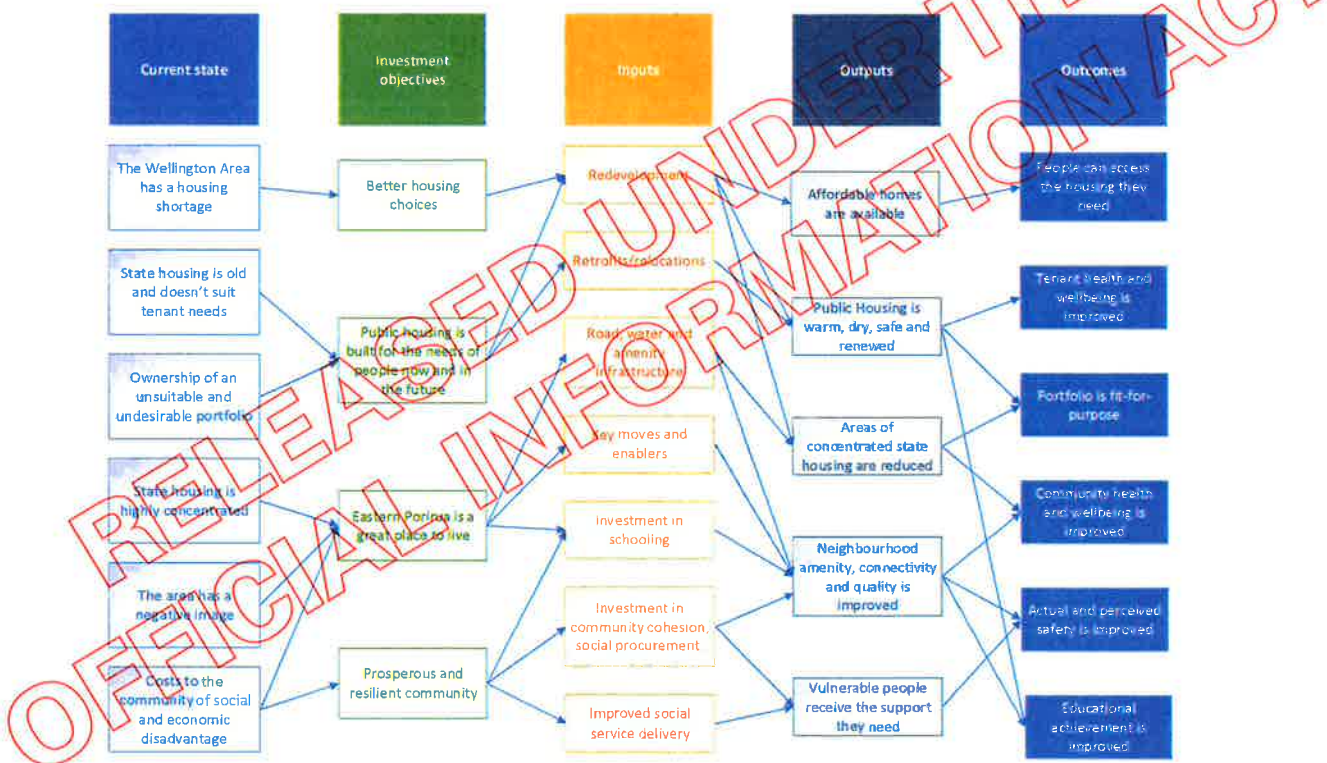 Current state
Investment
objectives
Inputs
Outputs
Outcomes
The Wellington Area
has a housing
shortage
State housing is old
and doesn't suit
tenant needs
Ownership of an
unsuitable and
undesirable portfolio
State housing is
highly concentrated
The area has a
negative image
Costs to the
community of social
and economic
disadvantage
Better housing
choices
Public housing is
built for the needs of
people now and in
the future
Eastern Porirua is a
great place to live
Prosperous and
resilient community
Redevelopment
Retrofits/relocations
Road, water and
amenity
infrastructure
Key moves and
enablers
Investment in
schooling
Investment in
community cohesion,
social procurement
Improved social
service delivery
Affordable homes
are available
Public Housing is
warm, dry, safe and
renewed
Areas of
concentrated state
housing are reduced
Neighbourhood
amenity, connectivity
and quality is
improved
Vulnerable people
receive the support
they need
People can access
the housing they
need
Tenant health and
wellbeing is
improved
Portfolio is fit-for-
purpose
Community health
and wellbeing is
improved
Actual and perceived
safety is improved
Educational
achievement is
improved
RELEASED UNDER
OFFICIAL INFORMATION ACT